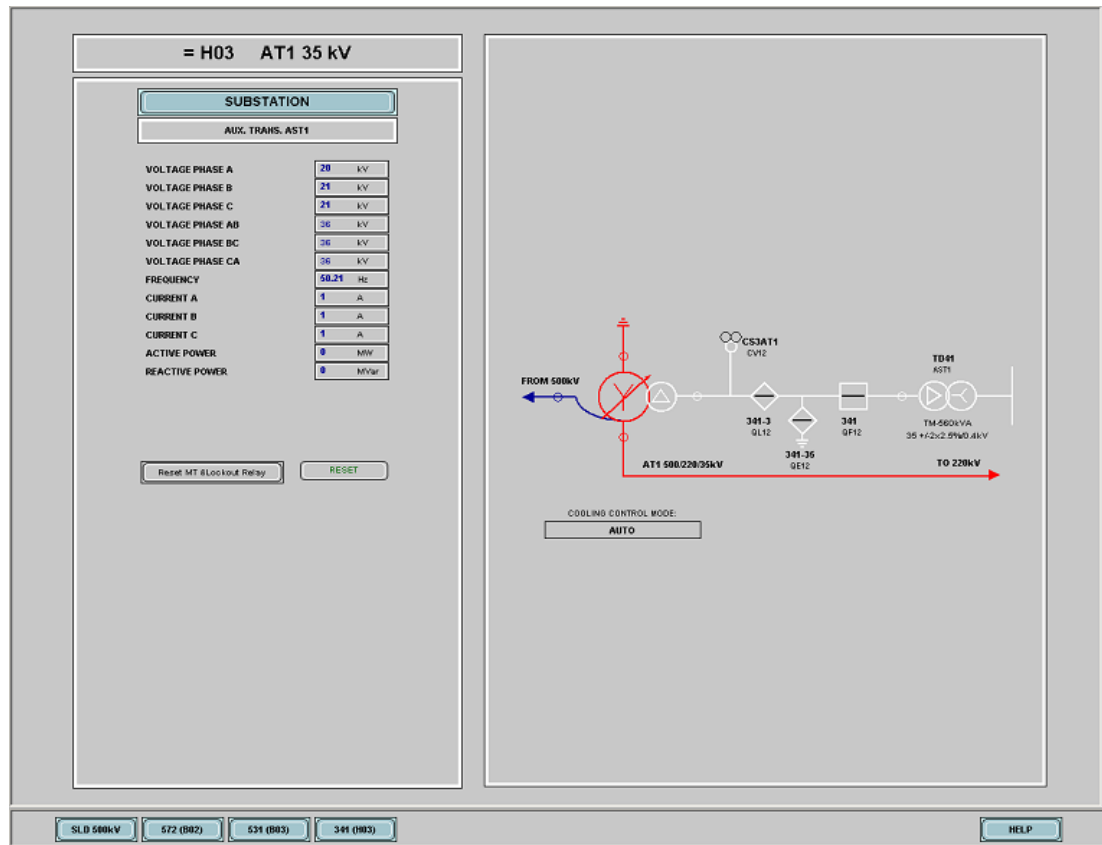 = H03 AT1 35 kV
SUBSTATION
AUX. TRANS. AST1
VOLTAGE PHASE A 20 kV
VOLTAGE PHASE B 21 kV
VOLTAGE PHASE C 21 kV
VOLTAGE PHASE AB 36 kV
VOLTAGE PHASE BC 36 kV
VOLTAGE PHASE CA 36 kV
FREQUENCY 50.21 Hz
CURRENT A 1 A
CURRENT B 1 A
CURRENT C 1 A
ACTIVE POWER 0 MW
REACTIVE POWER 0 MVar
Reset MT &Lockout Relay RESET
CS3AT1
CV12
TD41
AST1
FROM 500kV
341-3
QL12
341
QF12
TM-560kVA
35 +/-2x2.5%/0.4kV
341-36
QE12
AT1 500/220/35kV
TO 220kV
COOLING CONTROL MODE:
AUTO
SLD 500kV 572 (B02) 531 (B03) 341 (H03) HELP